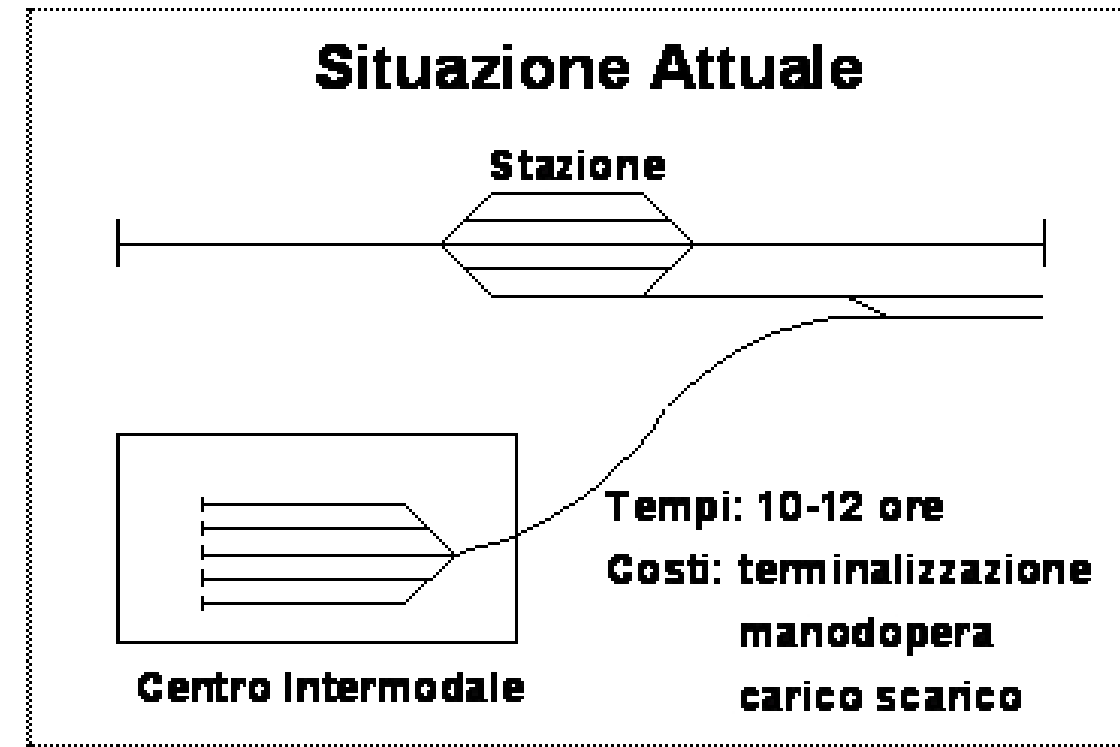 Situazione Attuale
Stazione
Tempi: 10-12 ore
Costi: terminalizzazione
manodopera
carico scarico
Centro Intermodale